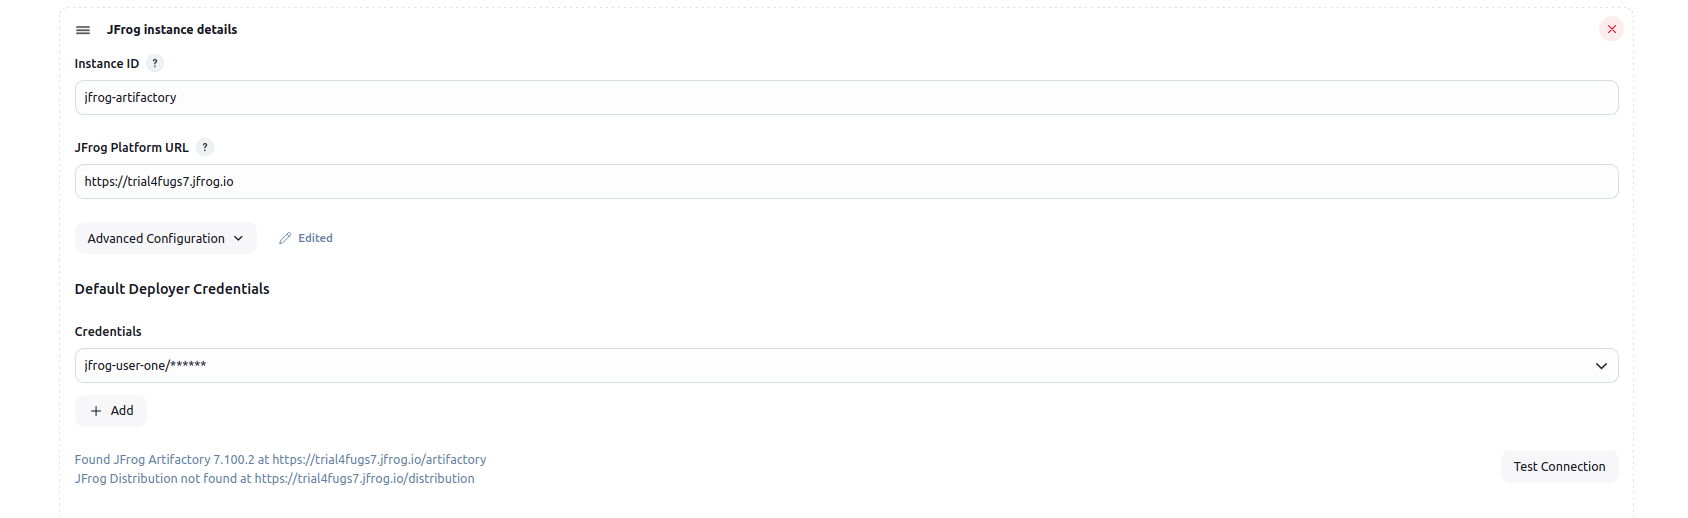 JFrog instance details
Instance ID ?
jfrog-artifactory
JFrog Platform URL ?
https://trial4fugs7.jfrog.io
Advanced Configuration
Edited
Default Deployer Credentials
Credentials
jfrog-user-one/******
+ Add
Found JFrog Artifactory 7.100.2 at https://trial4fugs7.jfrog.io/artifactory
JFrog Distribution not found at https://trial4fugs7.jfrog.io/distribution
Test Connection